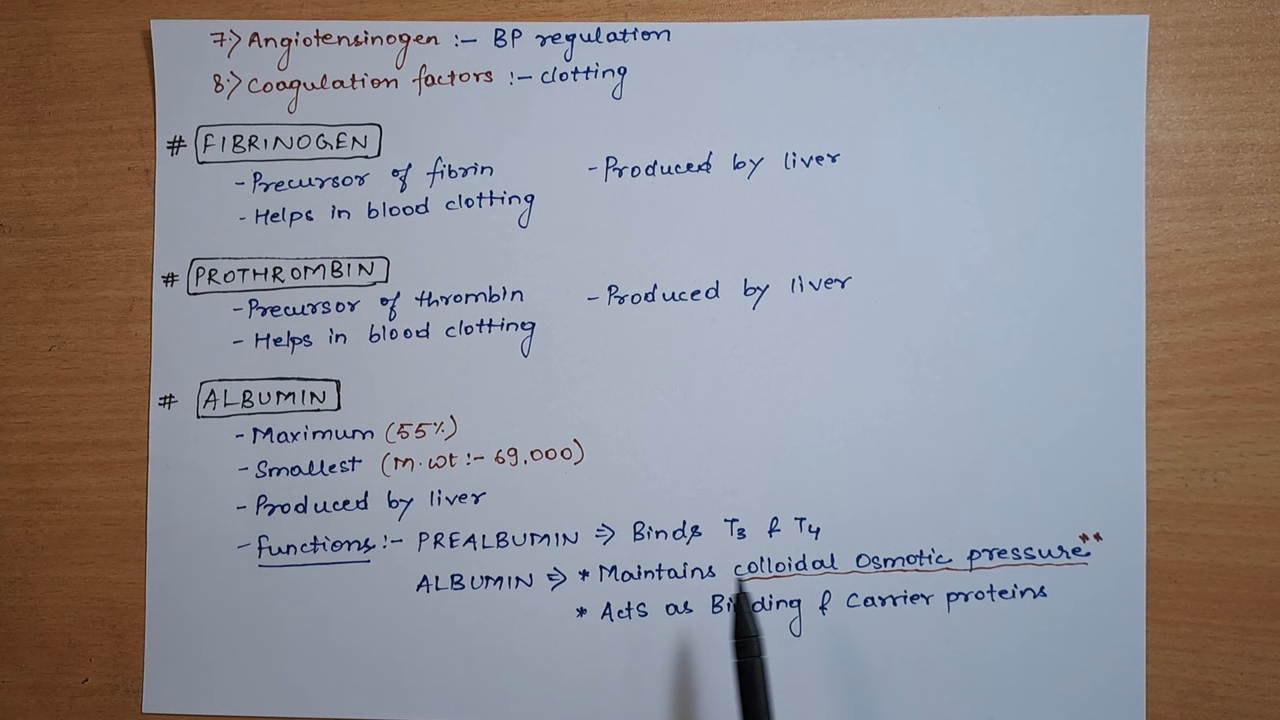 7.) Angiotensinogen :- BP regulation
8.) Coagulation factors :- clotting
# FIBRINOGEN
- Precursor of fibrin - Produced by liver
- Helps in blood clotting
# PROTHROMBIN
- Precursor of thrombin - Produced by liver
- Helps in blood clotting
# ALBUMIN
- Maximum (55%)
- Smallest (m.wt :- 69,000)
- Produced by liver
- functions :- PREALBUMIN => Binds T3 & T4
ALBUMIN => * Maintains colloidal Osmotic pressure**
* Acts as Binding & Carrier proteins